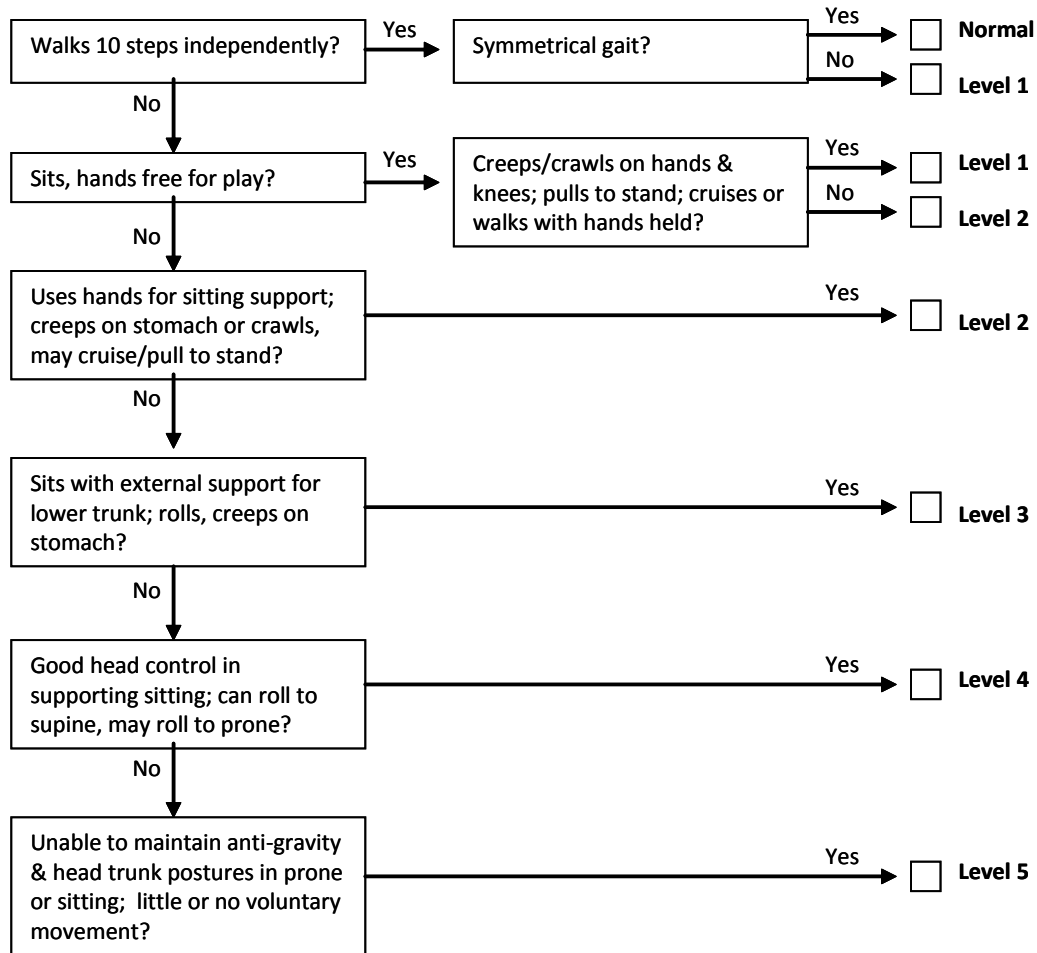 Walks 10 steps independently?
Yes
Symmetrical gait?
Yes
Normal
No
Level 1
No
Sits, hands free for play?
Yes
Creeps/crawls on hands &
knees; pulls to stand; cruises or
walks with hands held?
Yes
Level 1
No
Level 2
No
Uses hands for sitting support;
creeps on stomach or crawls,
may cruise/pull to stand?
Yes
Level 2
No
Sits with external support for
lower trunk; rolls, creeps on
stomach?
Yes
Level 3
No
Good head control in
supporting sitting; can roll to
supine, may roll to prone?
Yes
Level 4
No
Unable to maintain anti-gravity
& head trunk postures in prone
or sitting;  little or no voluntary
movement?
Yes
Level 5